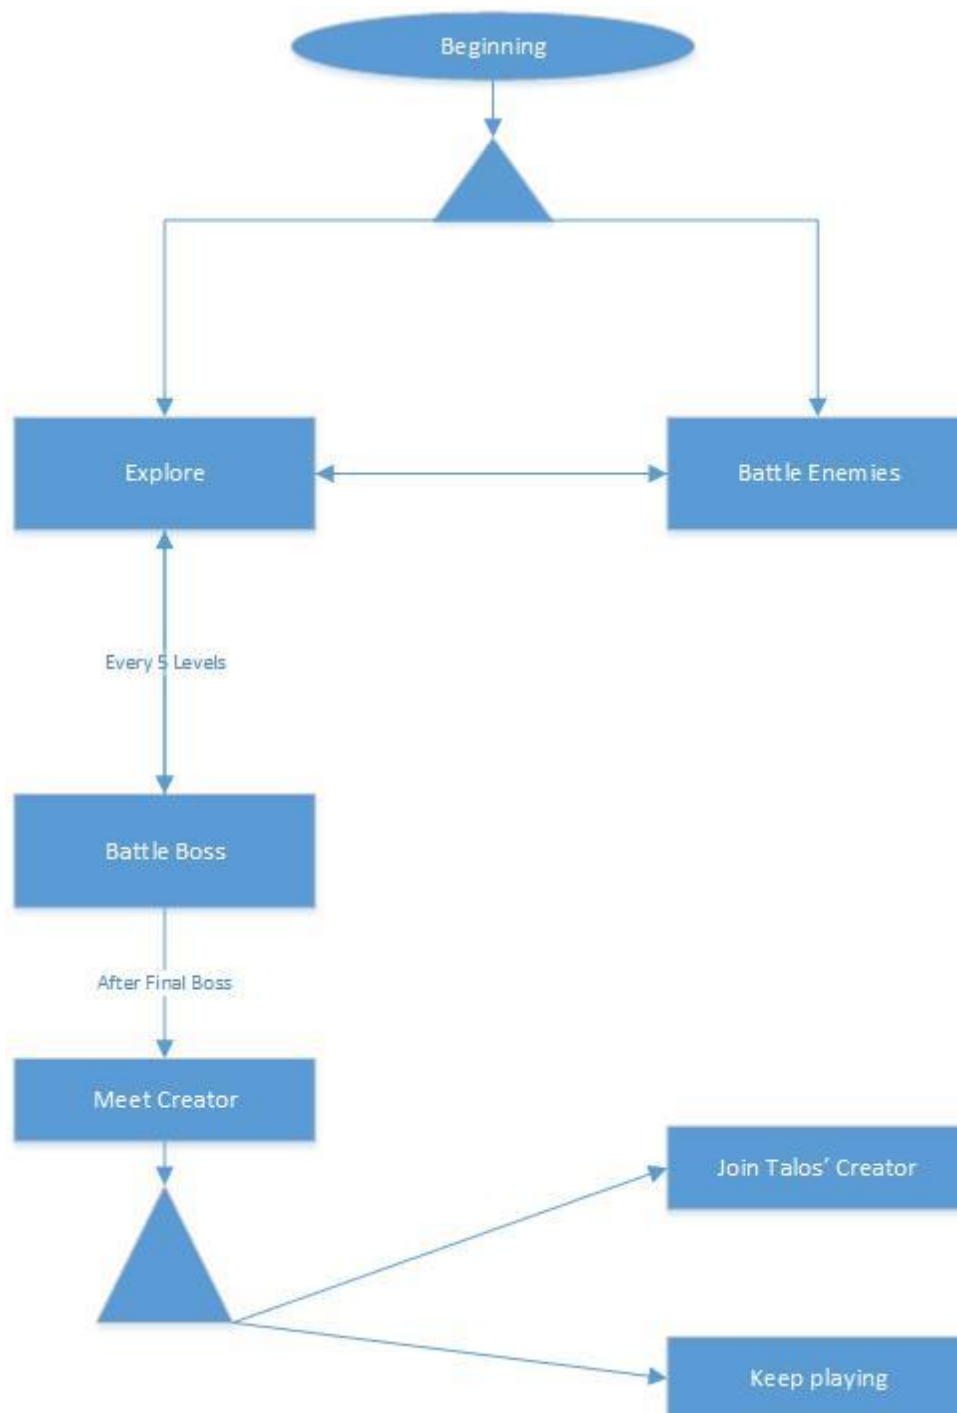 Beginning
Explore
Battle Enemies
Every 5 Levels
Battle Boss
After Final Boss
Meet Creator
Join Talos’ Creator
Keep playing